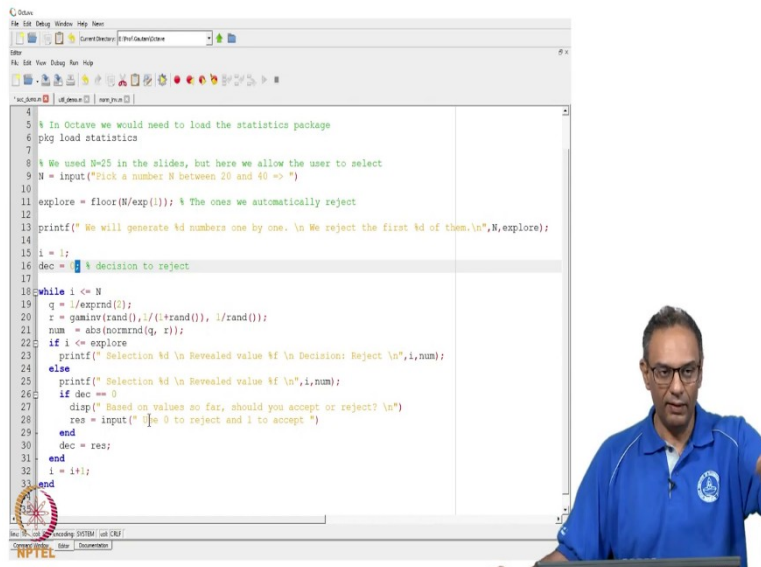 Octave
File Edit Debug Window Help News
Current Directory: E:\Prof.Gautam\Octave
Editor
File Edit View Debug Run Help
util_demo.m
4
5 % In Octave we would need to load the statistics package
6 pkg load statistics
7
8 % We used N=25 in the slides, but here we allow the user to select
9 N = input("Pick a number N between 20 and 40 => ")
10
11 explore = floor(N/exp(1)); % The ones we automatically reject
12
13 printf(" We will generate %d numbers one by one. \n We reject the first %d of them.\n",N,explore);
14
15 i = 1;
16 dec = 0; % decision to reject
17
18 while i <= N
19 q = 1/exprnd(2);
20 r = gaminv(rand(),1/(1+rand()), 1/rand());
21 num = abs(normrnd(q, r));
22 if i <= explore
23 printf(" Selection %d \n Revealed value %f \n Decision: Reject \n",i,num);
24 else
25 printf(" Selection %d \n Revealed value %f \n",i,num);
26 if dec == 0
27 disp(" Based on values so far, should you accept or reject? \n")
28 res = input(" Use 0 to reject and 1 to accept ")
29 end
30 dec = res;
31 end
32 i = i+1;
33 end
encoding: SYSTEM eol: CRLF
Command Window Editor Documentation
NPTEL